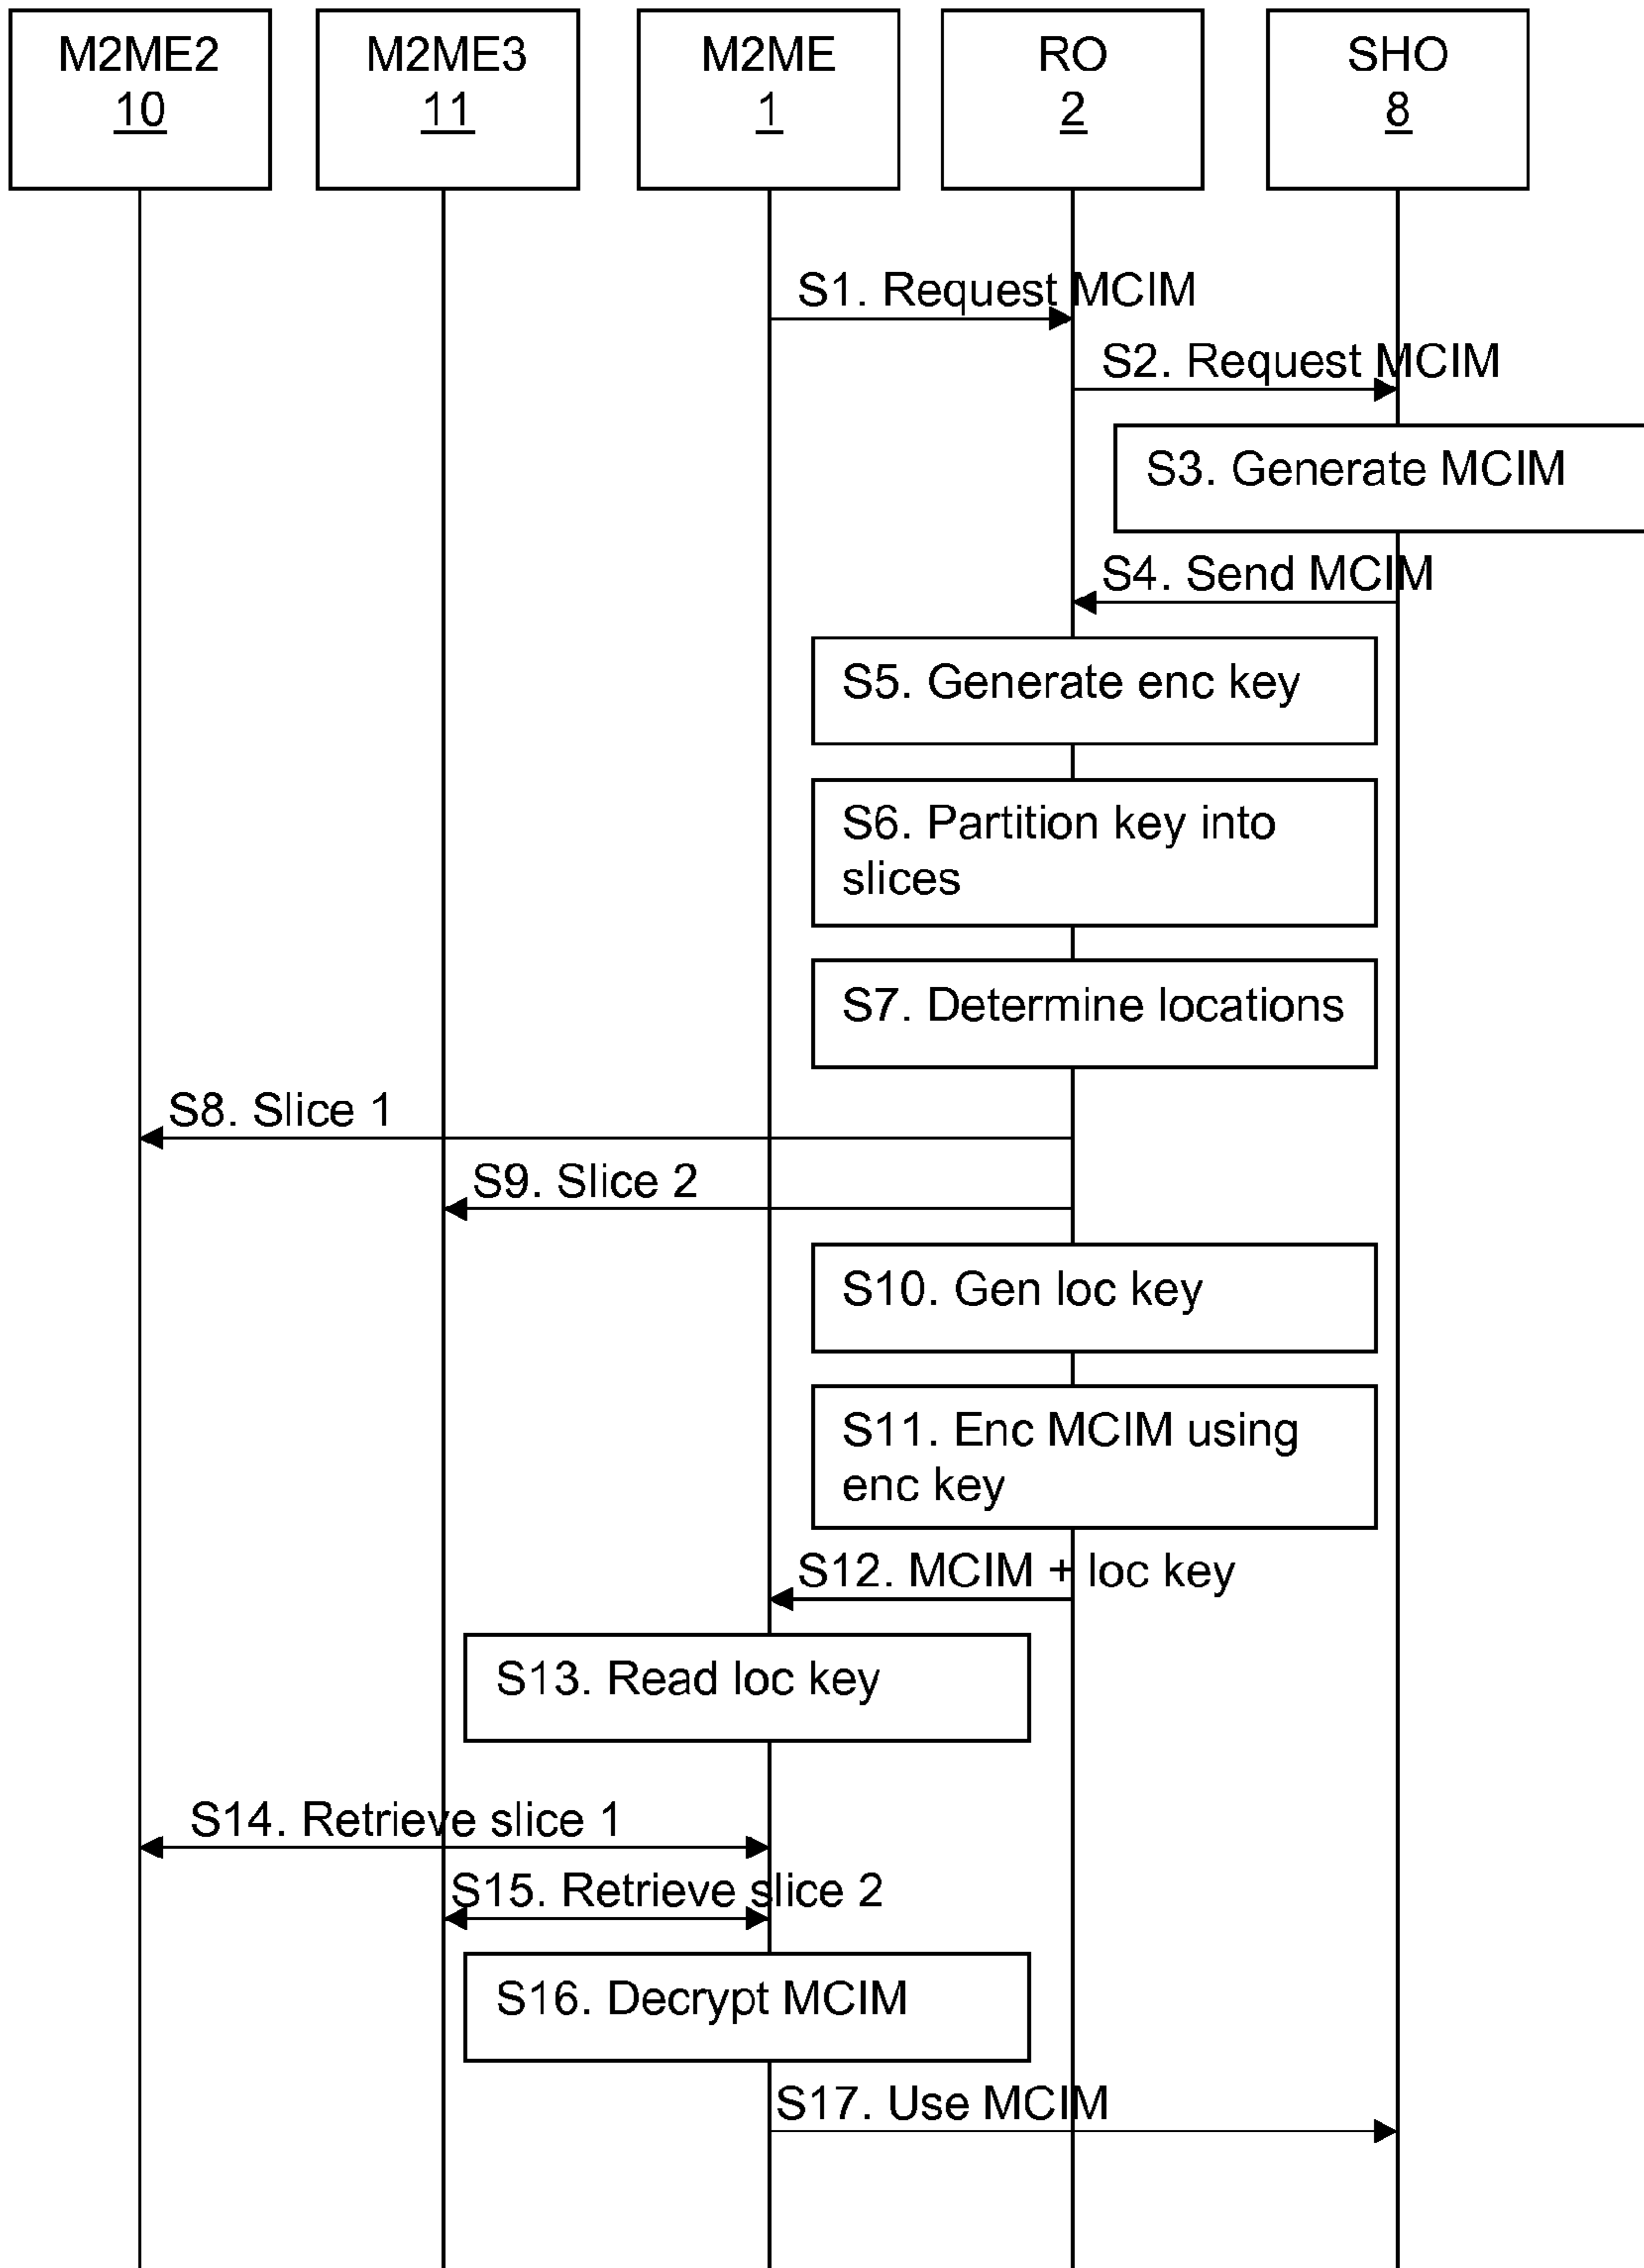 M2ME2
10
M2ME3
11
M2ME
1
RO
2
SHO
8
S1. Request MCIM
S2. Request MCIM
S3. Generate MCIM
S4. Send MCIM
S5. Generate enc key
S6. Partition key into
slices
S7. Determine locations
S8. Slice 1
S9. Slice 2
S10. Gen loc key
S11. Enc MCIM using
enc key
S12. MCIM + loc key
S13. Read loc key
S14. Retrieve slice 1
S15. Retrieve slice 2
S16. Decrypt MCIM
S17. Use MCIM